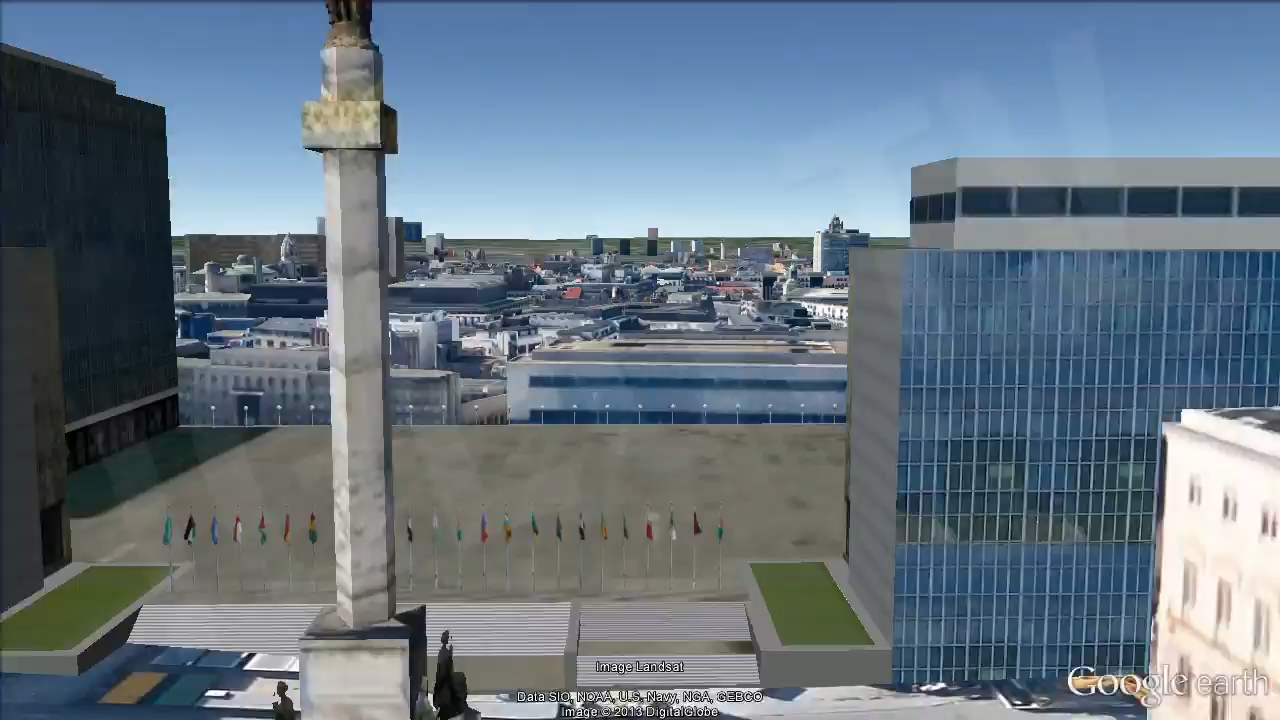 Image Landsat
Data SIO, NOAA, U.S. Navy, NGA, GEBCO
Image © 2013 DigitalGlobe
Google earth